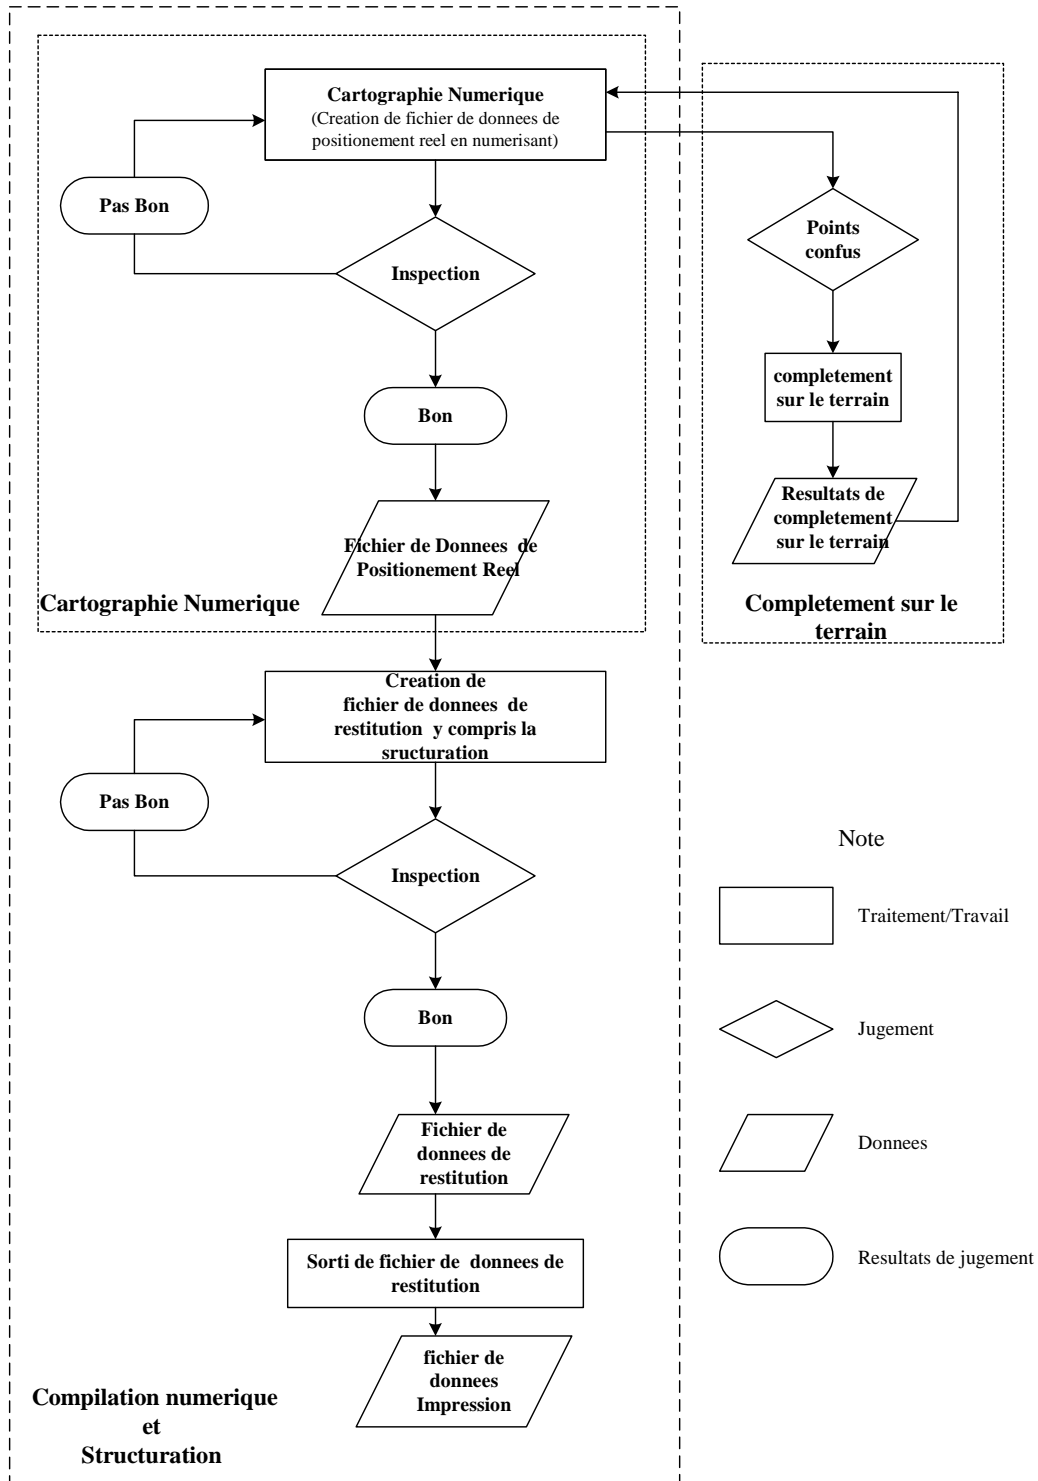 Cartographie Numerique
(Creation de fichier de donnees de
positionement reel en numerisant)
Pas Bon
Inspection
Bon
Fichier de Donnees de
Positionement Reel
Cartographie Numerique
Points
confus
completement
sur le terrain
Resultats de
completement
sur le terrain
Completement sur le
terrain
Creation de
fichier de donnees de
restitution y compris la
sructuration
Pas Bon
Inspection
Bon
Fichier de
donnees de
restitution
Sorti de fichier de donnees de
restitution
fichier de
donnees
Impression
Compilation numerique
et
Structuration
Note
Traitement/Travail
Jugement
Donnees
Resultats de jugement